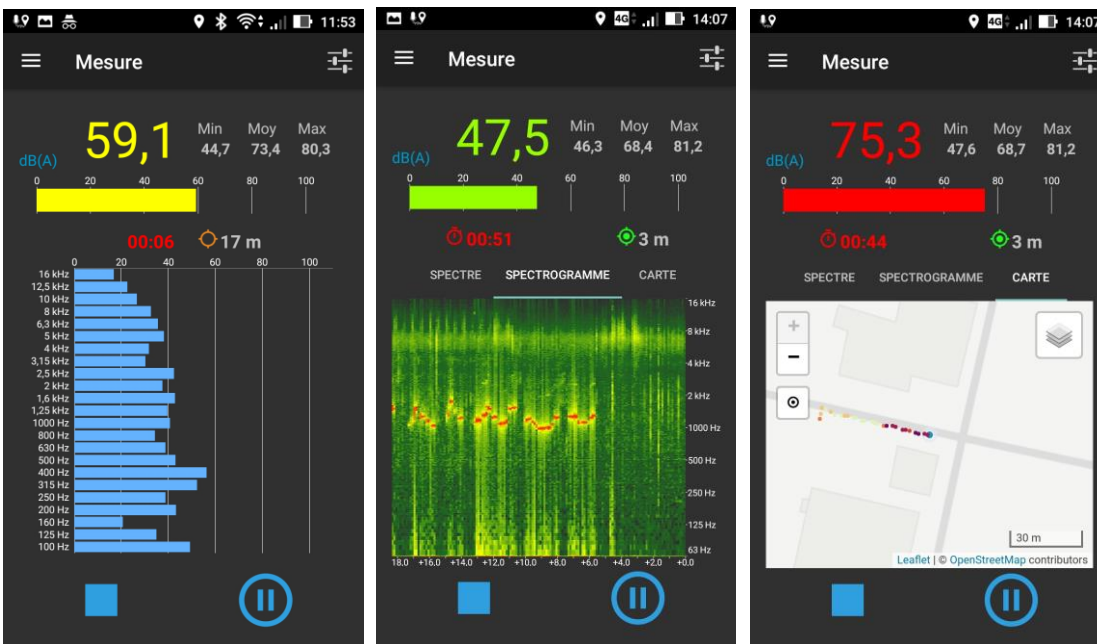 11:53
Mesure
59,1
Min Moy Max
44,7 73,4 80,3
dB(A)
0 20 40 60 80 100
00:06 17 m
0 20 40 60 80 100
16 kHz
12,5 kHz
10 kHz
8 kHz
6,3 kHz
5 kHz
4 kHz
3,15 kHz
2,5 kHz
2 kHz
1,6 kHz
1,25 kHz
1000 Hz
800 Hz
630 Hz
500 Hz
400 Hz
315 Hz
250 Hz
200 Hz
160 Hz
125 Hz
100 Hz
4G 14:07
Mesure
47,5
Min Moy Max
46,3 68,4 81,2
dB(A)
0 20 40 60 80 100
00:51 3 m
SPECTRE SPECTROGRAMME CARTE
16 kHz
8 kHz
4 kHz
2 kHz
1000 Hz
500 Hz
250 Hz
125 Hz
63 Hz
18.0 +16.0 +14.0 +12.0 +10.0 +8.0 +6.0 +4.0 +2.0 +0.0
4G 14:07
Mesure
75,3
Min Moy Max
47,6 68,7 81,2
dB(A)
0 20 40 60 80 100
00:44 3 m
SPECTRE SPECTROGRAMME CARTE
+
−
30 m
Leaflet | © OpenStreetMap contributors